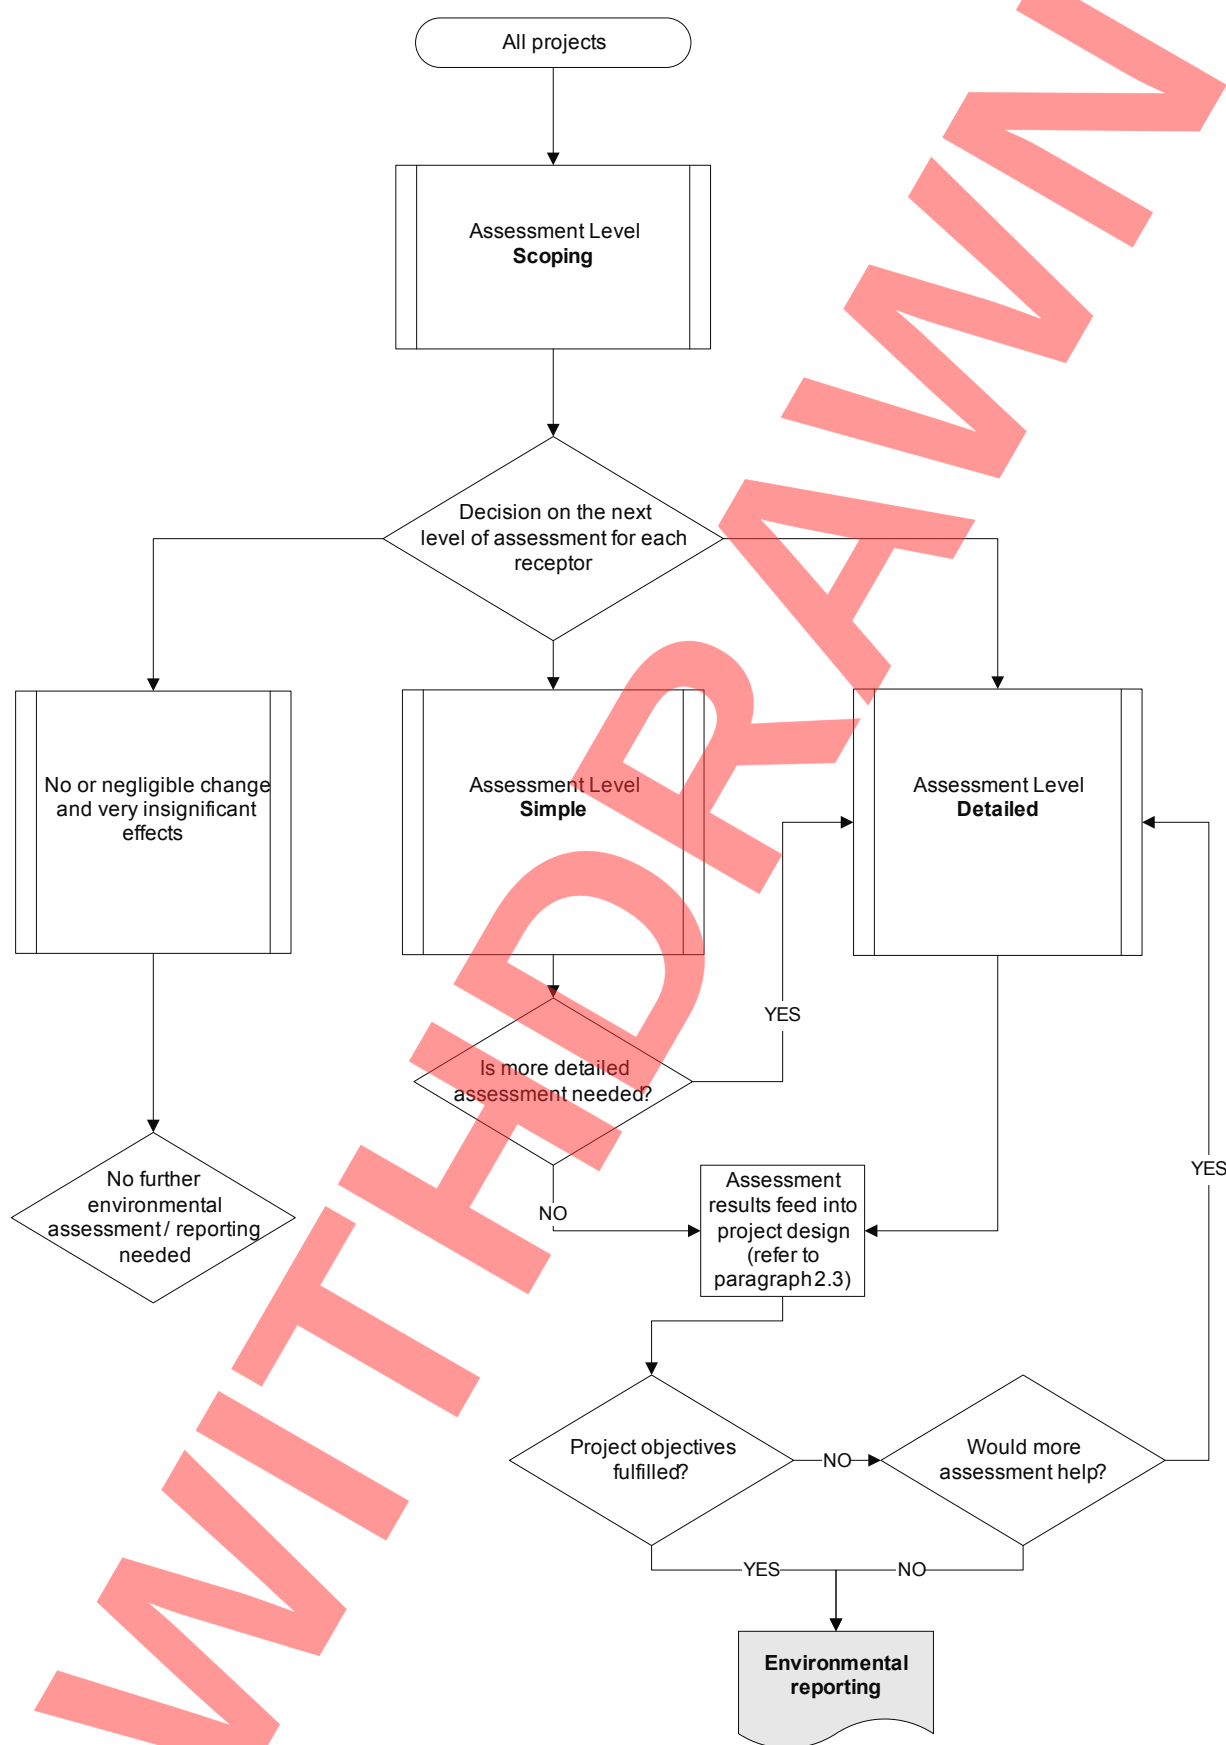 All projects
Assessment Level
Scoping
Decision on the next
level of assessment for each
receptor
No or negligible change
and very insignificant
effects
Assessment Level
Simple
Assessment Level
Detailed
YES
Is more detailed
assessment needed?
No further
environmental
assessment / reporting
needed
NO
Assessment
results feed into
project design
(refer to
paragraph 2.3)
YES
Project objectives
fulfilled?
NO
Would more
assessment help?
YES
NO
Environmental
reporting
WITHDRAWN